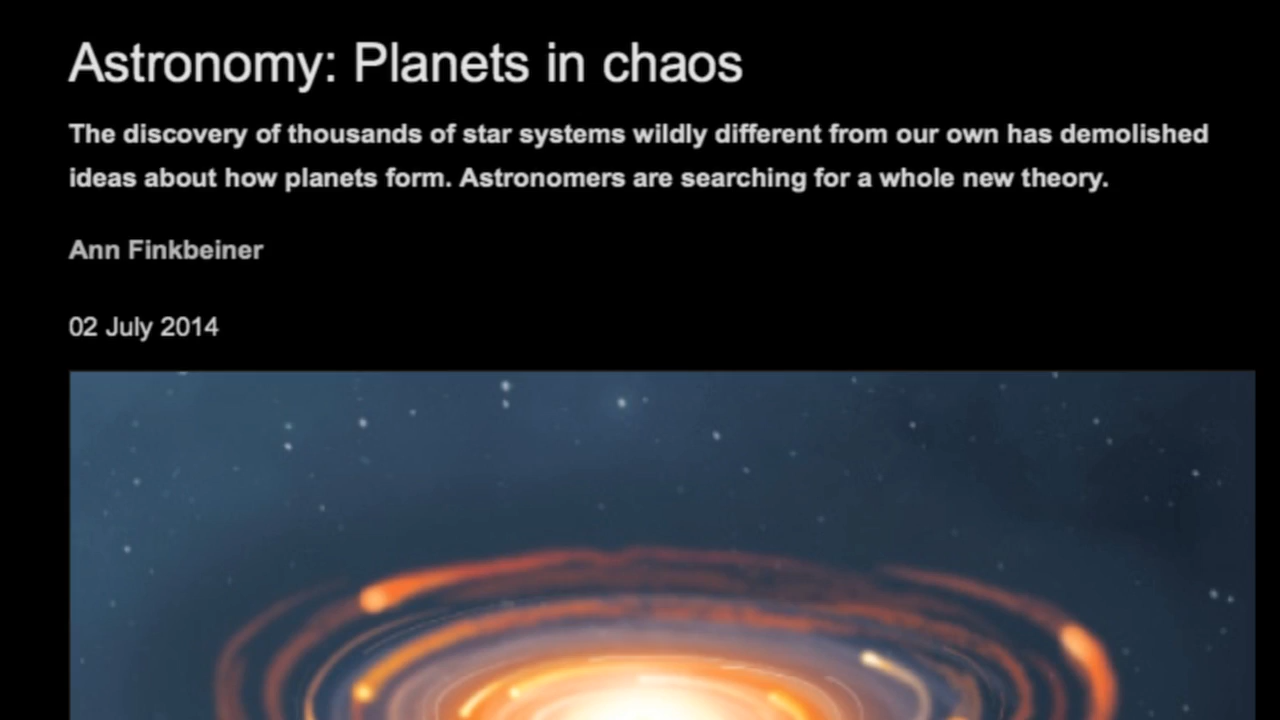 Astronomy: Planets in chaos
The discovery of thousands of star systems wildly different from our own has demolished
ideas about how planets form. Astronomers are searching for a whole new theory.
Ann Finkbeiner
02 July 2014